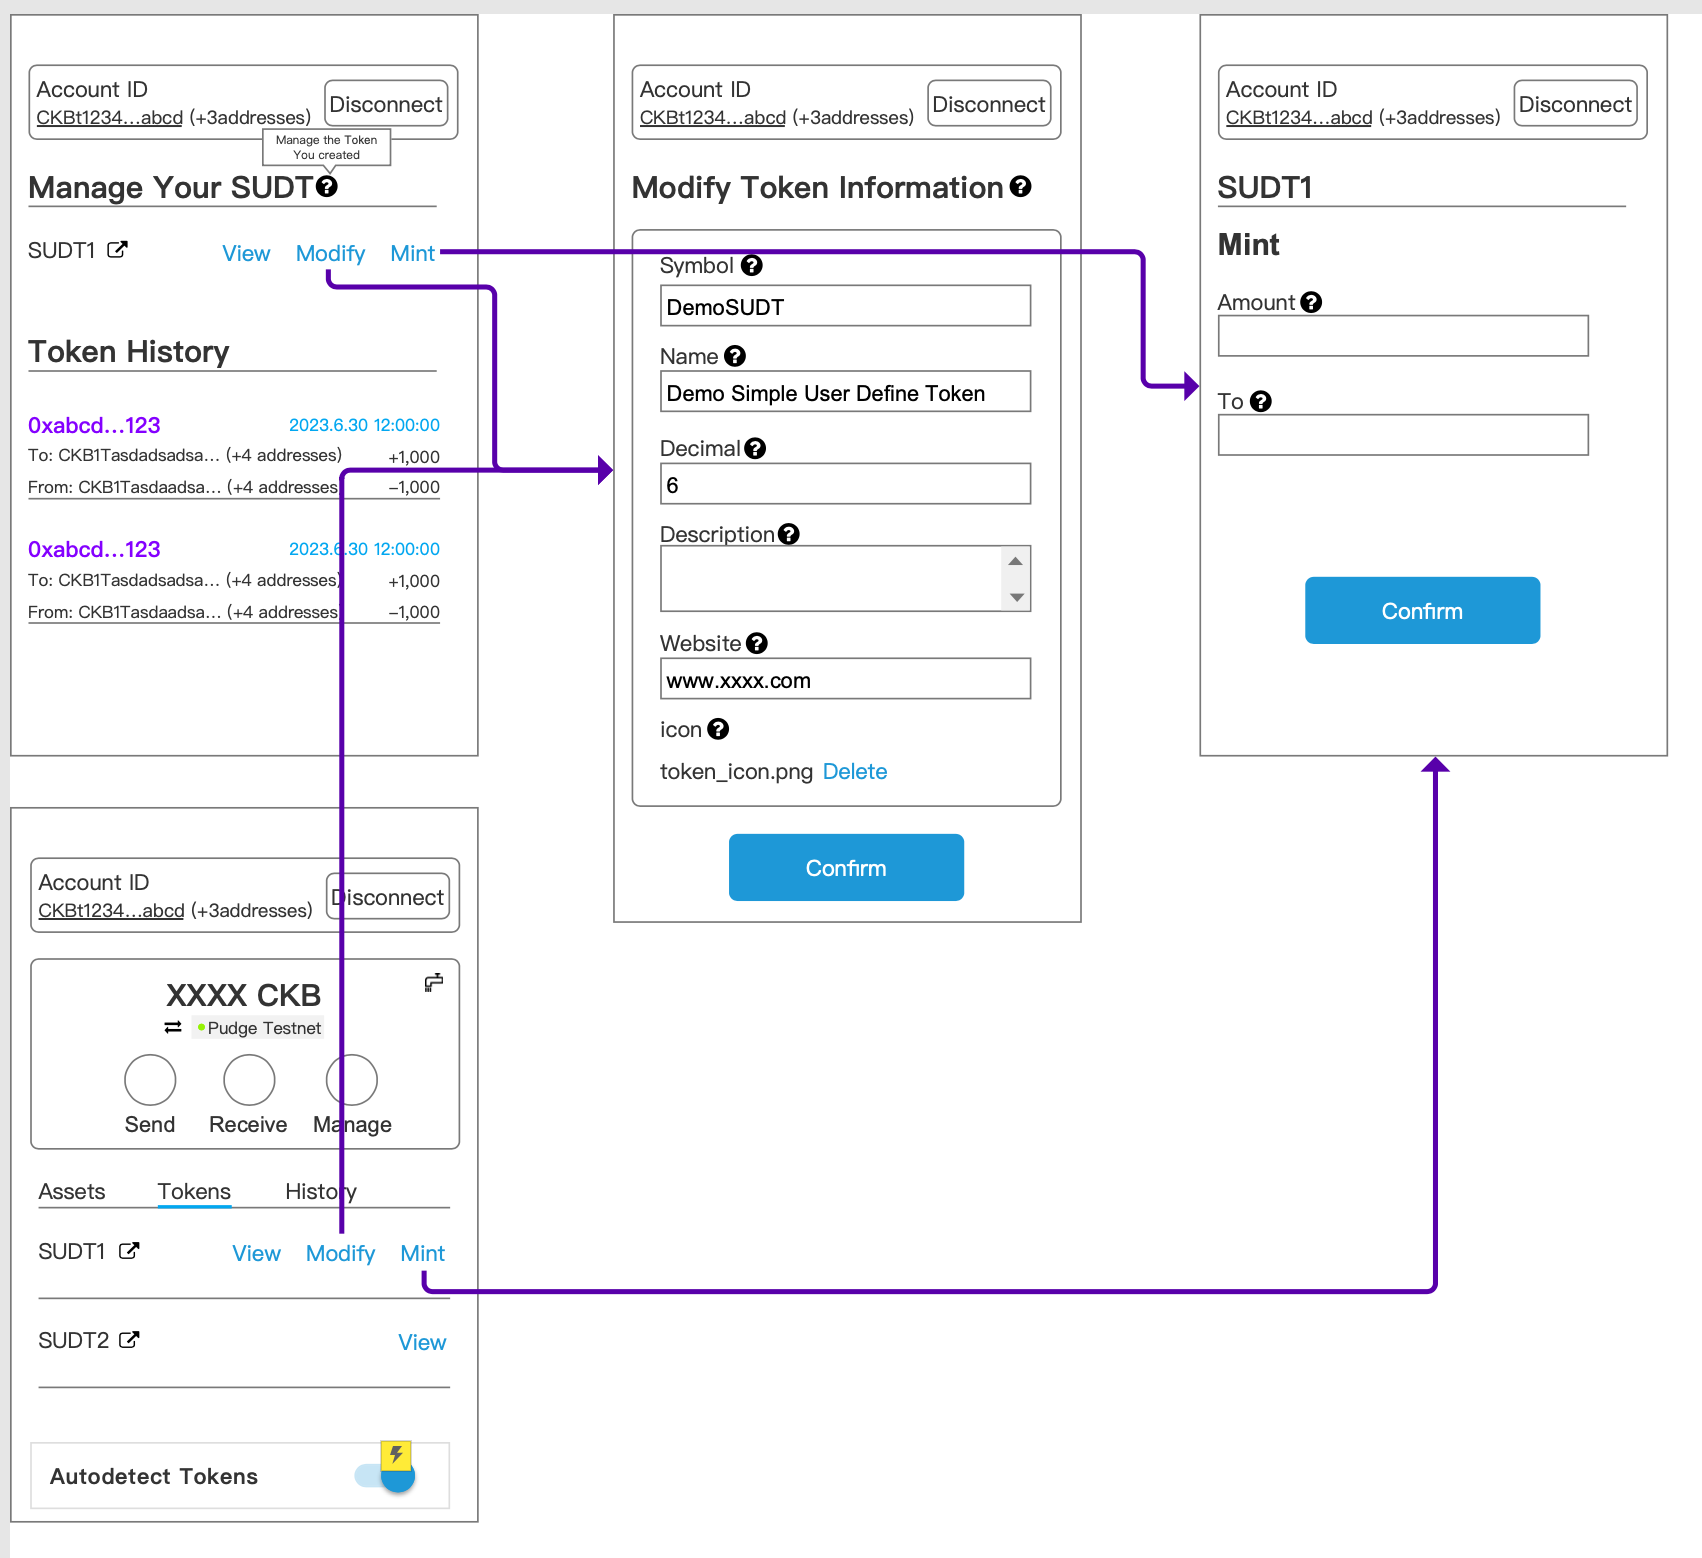 Account ID
CKBt1234...abcd (+3addresses)
Disconnect
Manage the Token
You created
Manage Your SUDT
SUDT1
View Modify Mint
Token History
0xabcd...123 2023.6.30 12:00:00
To: CKB1Tasdadsadsa... (+4 addresses) +1,000
From: CKB1Tasdaadsa... (+4 addresses −1,000
0xabcd...123 2023.6.30 12:00:00
To: CKB1Tasdadsadsa... (+4 addresses) +1,000
From: CKB1Tasdaadsa... (+4 addresses −1,000
Account ID
CKBt1234...abcd (+3addresses)
Disconnect
Modify Token Information
Symbol
DemoSUDT
Name
Demo Simple User Define Token
Decimal
6
Description
Website
www.xxxx.com
icon
token_icon.png Delete
Confirm
Account ID
CKBt1234...abcd (+3addresses)
Disconnect
SUDT1
Mint
Amount
To
Confirm
Account ID
CKBt1234...abcd (+3addresses)
Disconnect
XXXX CKB
Pudge Testnet
Send Receive Manage
Assets Tokens History
SUDT1 View Modify Mint
SUDT2 View
Autodetect Tokens